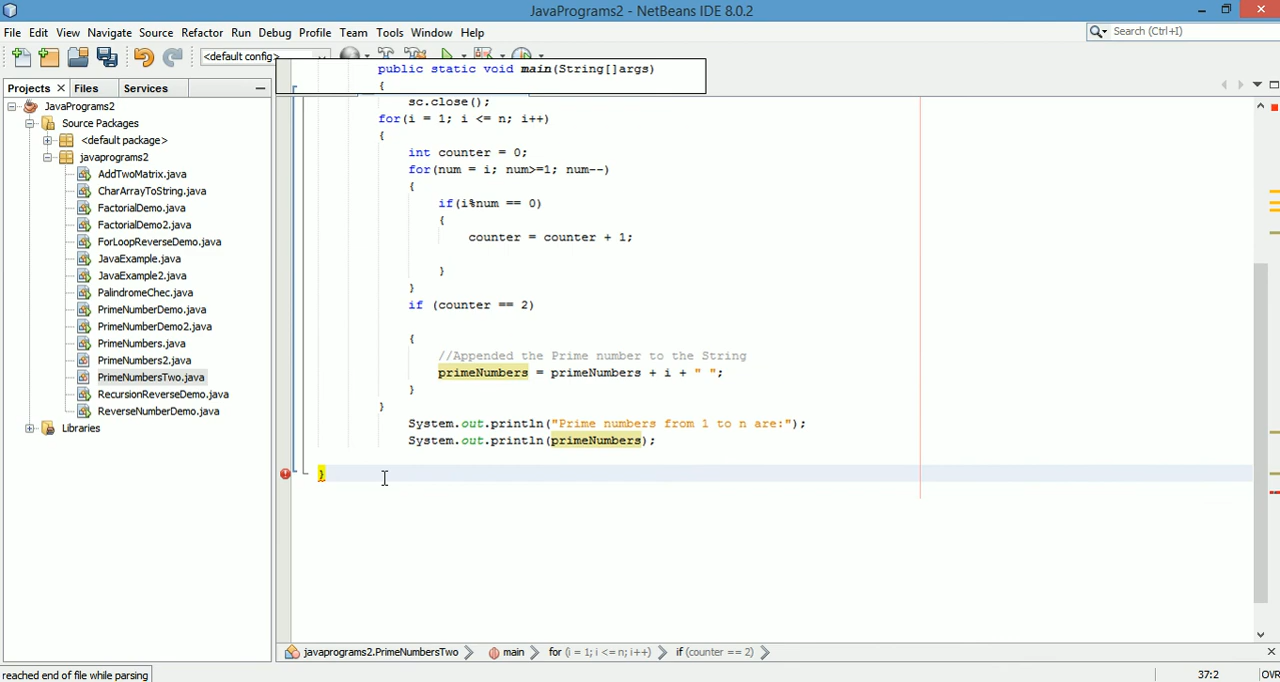 JavaPrograms2 - NetBeans IDE 8.0.2
File Edit View Navigate Source Refactor Run Debug Profile Team Tools Window Help
Search (Ctrl+I)
<default config>
Projects Files Services
JavaPrograms2
Source Packages
<default package>
javaprograms2
AddTwoMatrix.java
CharArrayToString.java
FactorialDemo.java
FactorialDemo2.java
ForLoopReverseDemo.java
JavaExample.java
JavaExample2.java
PalindromeChec.java
PrimeNumberDemo.java
PrimeNumberDemo2.java
PrimeNumbers.java
PrimeNumbers2.java
PrimeNumbersTwo.java
RecursionReverseDemo.java
ReverseNumberDemo.java
Libraries
public static void main(String[]args)
{
sc.close();
for(i = 1; i <= n; i++)
{
int counter = 0;
for(num = i; num>=1; num--)
{
if(i%num == 0)
{
counter = counter + 1;
}
}
if (counter == 2)
{
//Appended the Prime number to the String
primeNumbers = primeNumbers + i + " ";
}
}
System.out.println("Prime numbers from 1 to n are:");
System.out.println(primeNumbers);
}
javaprograms2.PrimeNumbersTwo main for (i = 1; i <= n; i++) if (counter == 2)
reached end of file while parsing
37:2
OVR